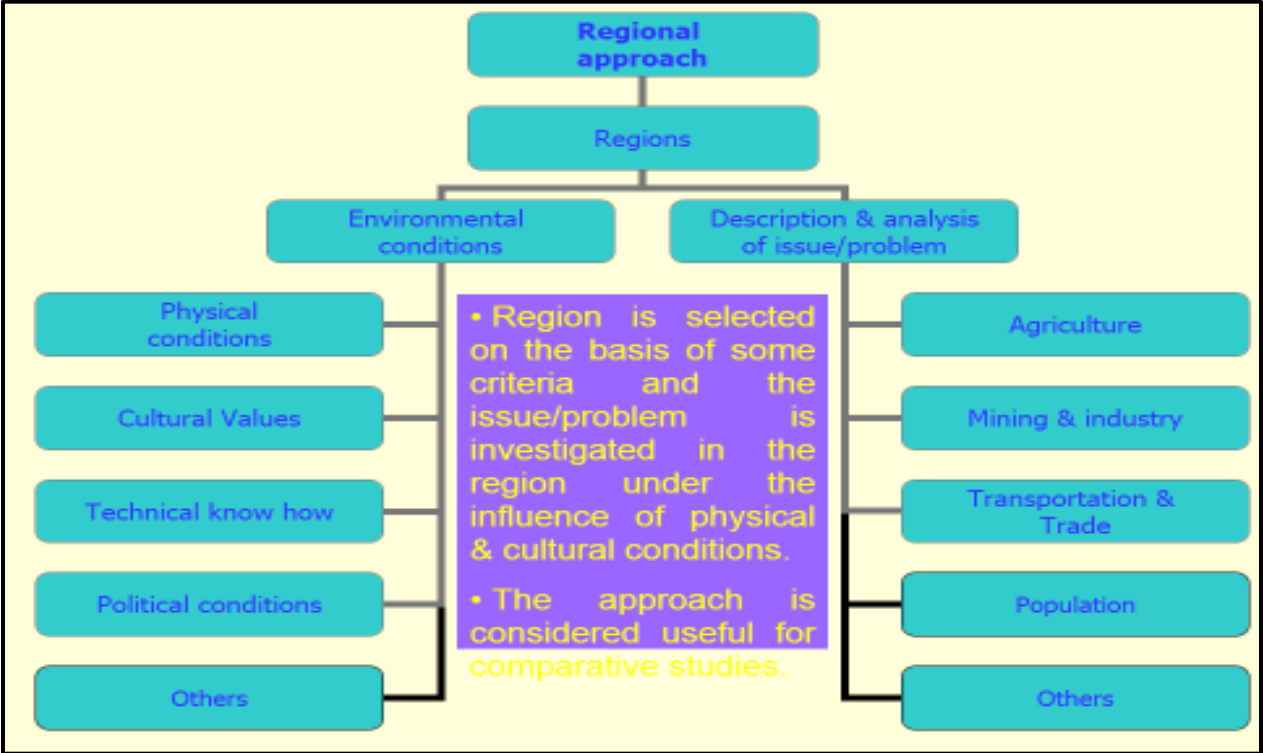 Regional
approach
Regions
Environmental
conditions
Description & analysis
of issue/problem
Physical
conditions
Cultural Values
Technical know how
Political conditions
Others
• Region is selected
on the basis of some
criteria and the
issue/problem is
investigated in the
region under the
influence of physical
& cultural conditions.
• The approach is
considered useful for
comparative studies.
Agriculture
Mining & industry
Transportation &
Trade
Population
Others